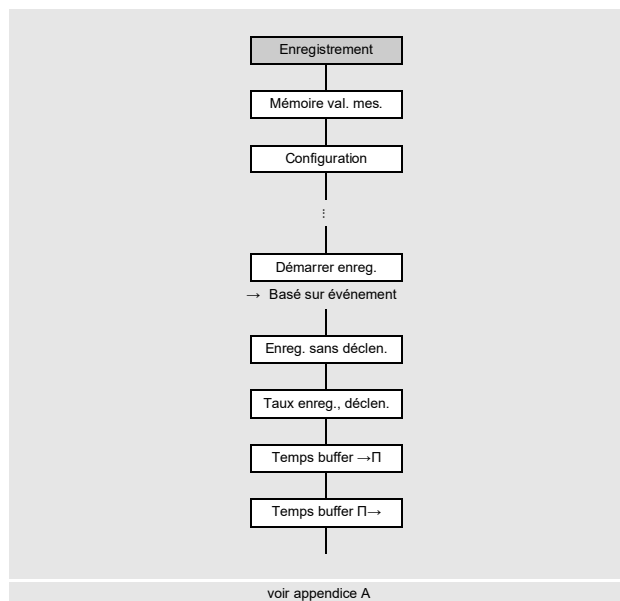 Enregistrement
Mémoire val. mes.
Configuration
⋮
Démarrer enreg.
→ Basé sur événement
Enreg. sans déclen.
Taux enreg., déclen.
Temps buffer →Π
Temps buffer Π→
voir appendice A